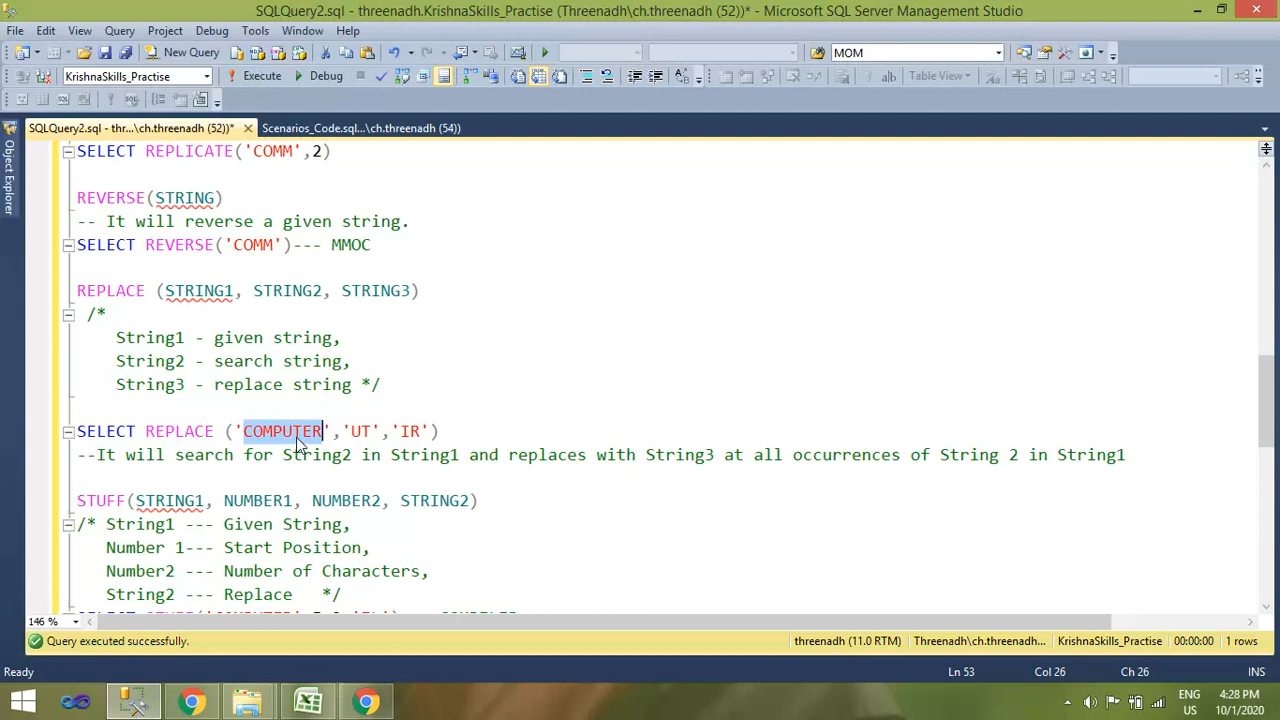 SQLQuery2.sql - threenadh.KrishnaSkills_Practise (Threenadh\ch.threenadh (52))* - Microsoft SQL Server Management Studio
File Edit View Query Project Debug Tools Window Help
New Query MOM
KrishnaSkills_Practise Execute Debug Table View
SQLQuery2.sql - thr...\ch.threenadh (52))* Scenarios_Code.sql...\ch.threenadh (54))
Object Explorer
SELECT REPLICATE('COMM',2)
REVERSE(STRING)
-- It will reverse a given string.
SELECT REVERSE('COMM')--- MMOC
REPLACE (STRING1, STRING2, STRING3)
/*
String1 - given string,
String2 - search string,
String3 - replace string */
SELECT REPLACE ('COMPUTER','UT','IR')
--It will search for String2 in String1 and replaces with String3 at all occurrences of String 2 in String1
STUFF(STRING1, NUMBER1, NUMBER2, STRING2)
/* String1 --- Given String,
Number 1--- Start Position,
Number2 --- Number of Characters,
String2 --- Replace */
146 %
Query executed successfully. threenadh (11.0 RTM) Threenadh\ch.threenadh... KrishnaSkills_Practise 00:00:00 1 rows
Ready Ln 53 Col 26 Ch 26 INS
ENG 4:28 PM
US 10/1/2020